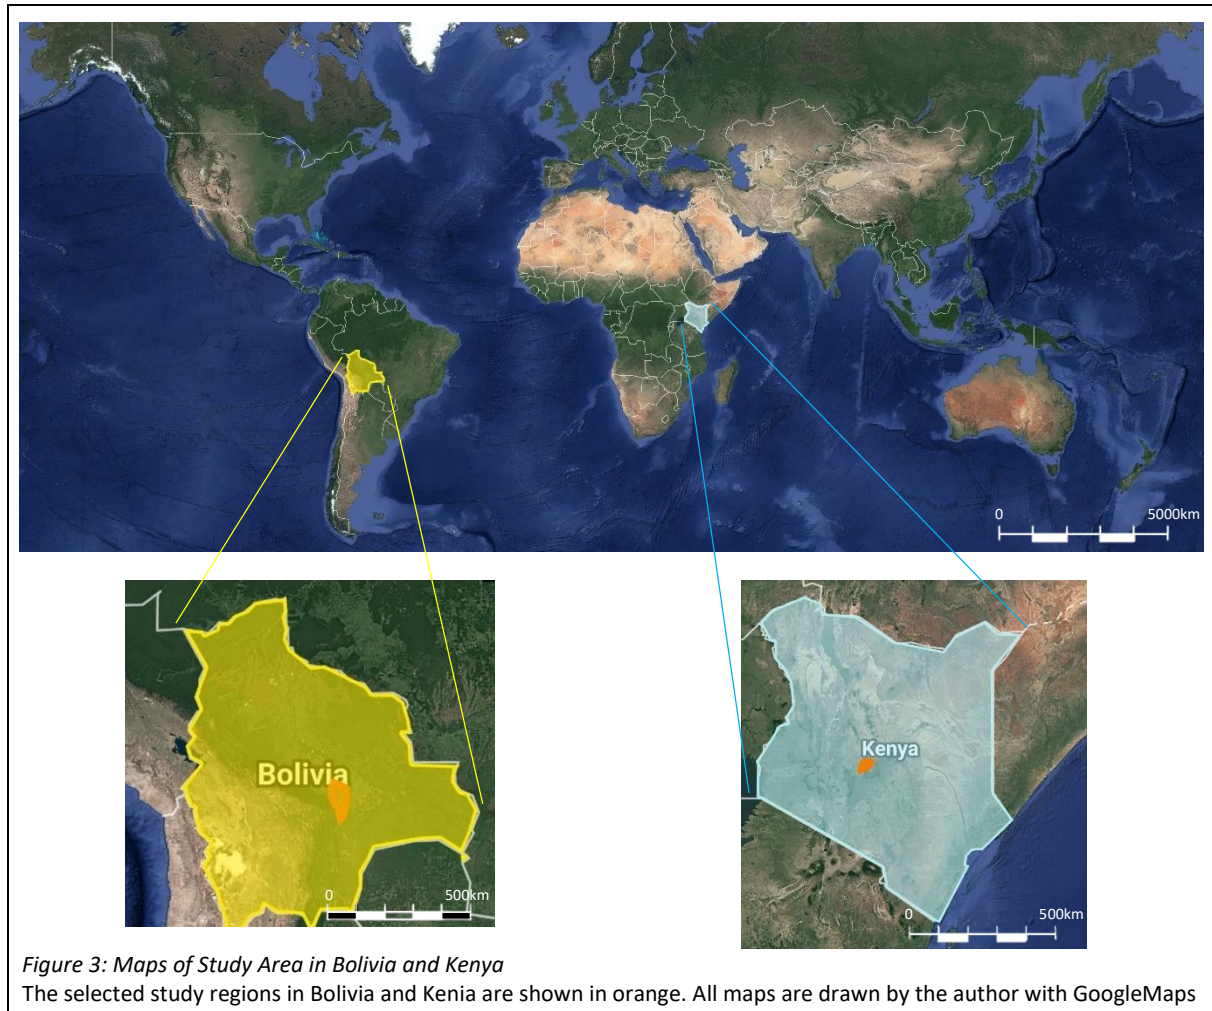 0 5000km
Bolivia
0 500km
Kenya
0 500km
Figure 3: Maps of Study Area in Bolivia and Kenya
The selected study regions in Bolivia and Kenia are shown in orange. All maps are drawn by the author with GoogleMaps